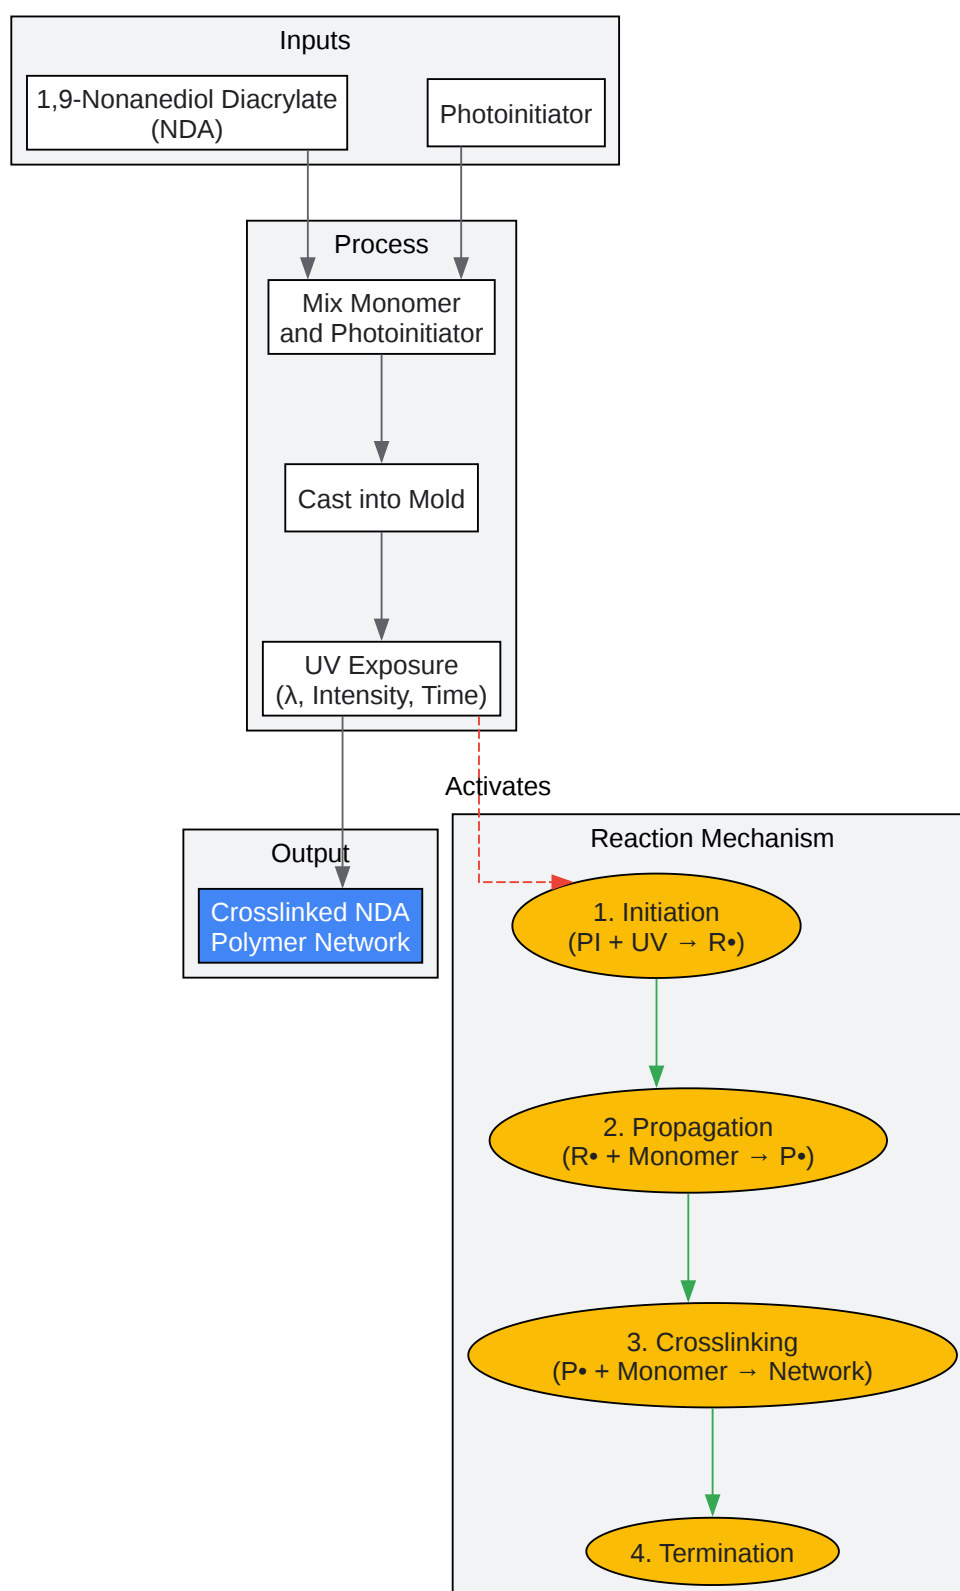 Inputs
1,9-Nonanediol Diacrylate
(NDA)
Photoinitiator
Process
Mix Monomer
and Photoinitiator
Cast into Mold
UV Exposure
(λ, Intensity, Time)
Activates
Output
Crosslinked NDA
Polymer Network
Reaction Mechanism
1. Initiation
(PI + UV → R•)
2. Propagation
(R• + Monomer → P•)
3. Crosslinking
(P• + Monomer → Network)
4. Termination